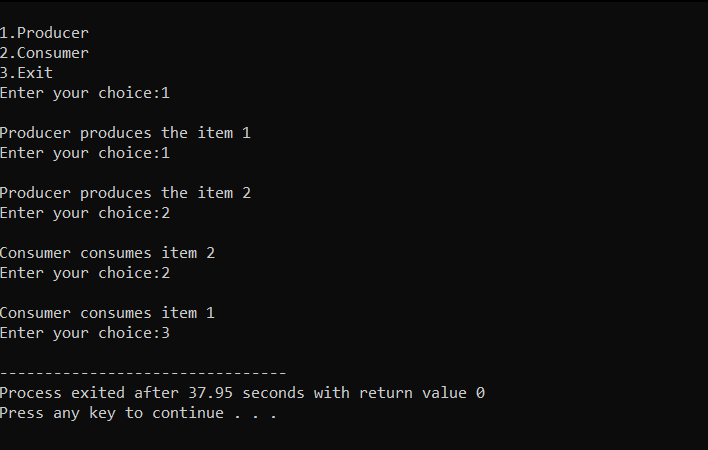 1.Producer
2.Consumer
3.Exit
Enter your choice:1
Producer produces the item 1
Enter your choice:1
Producer produces the item 2
Enter your choice:2
Consumer consumes item 2
Enter your choice:2
Consumer consumes item 1
Enter your choice:3
--------------------------------
Process exited after 37.95 seconds with return value 0
Press any key to continue . . .